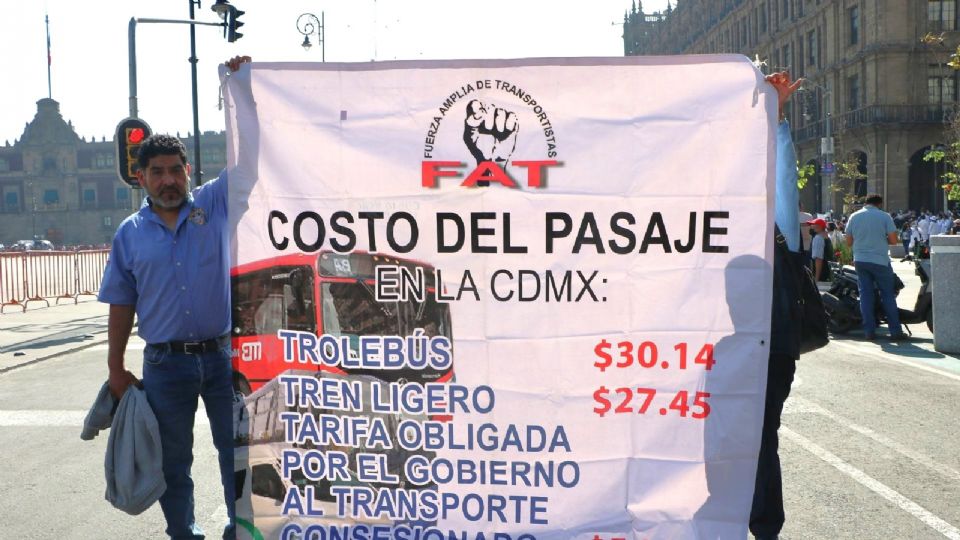 FUERZA AMPLIA DE TRANSPORTISTAS
FAT
COSTO DEL PASAJE
EN LA CDMX:
TROLEBÚS $30.14
TREN LIGERO $27.45
TARIFA OBLIGADA
POR EL GOBIERNO
AL TRANSPORTE
CONSESIONADO